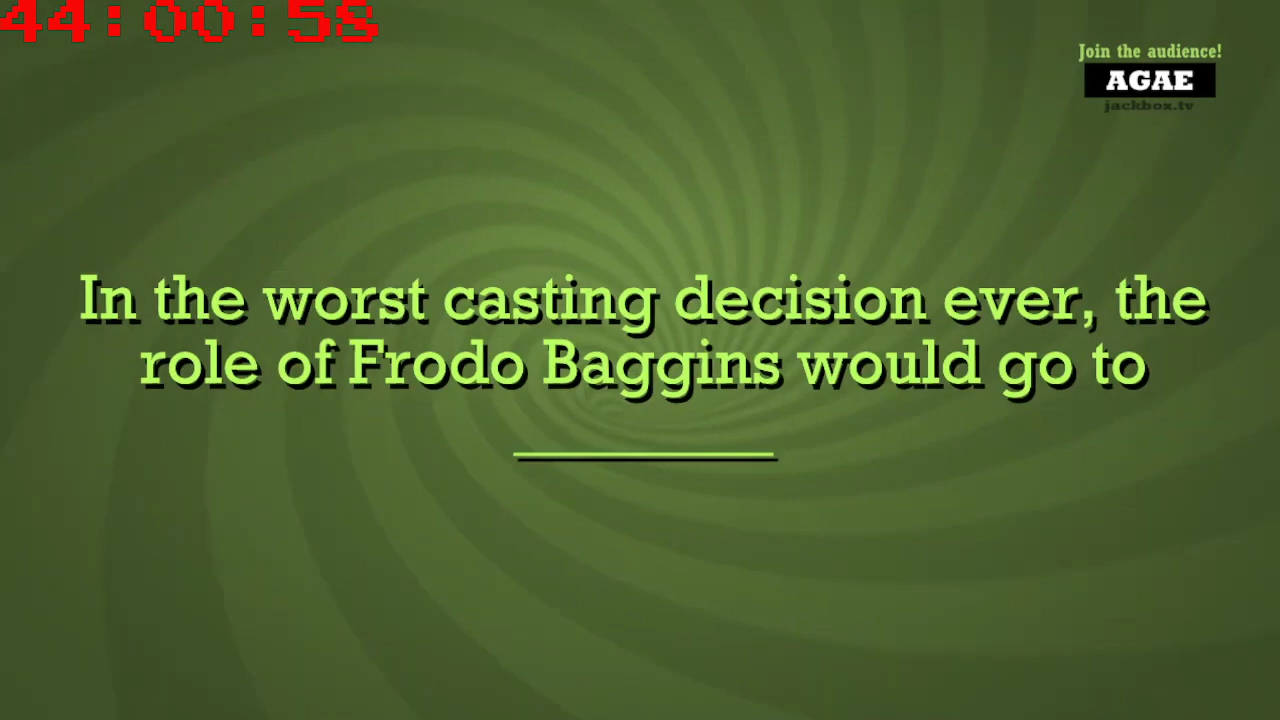 44:00:58
Join the audience!
AGAE
jackbox.tv
In the worst casting decision ever, the
role of Frodo Baggins would go to